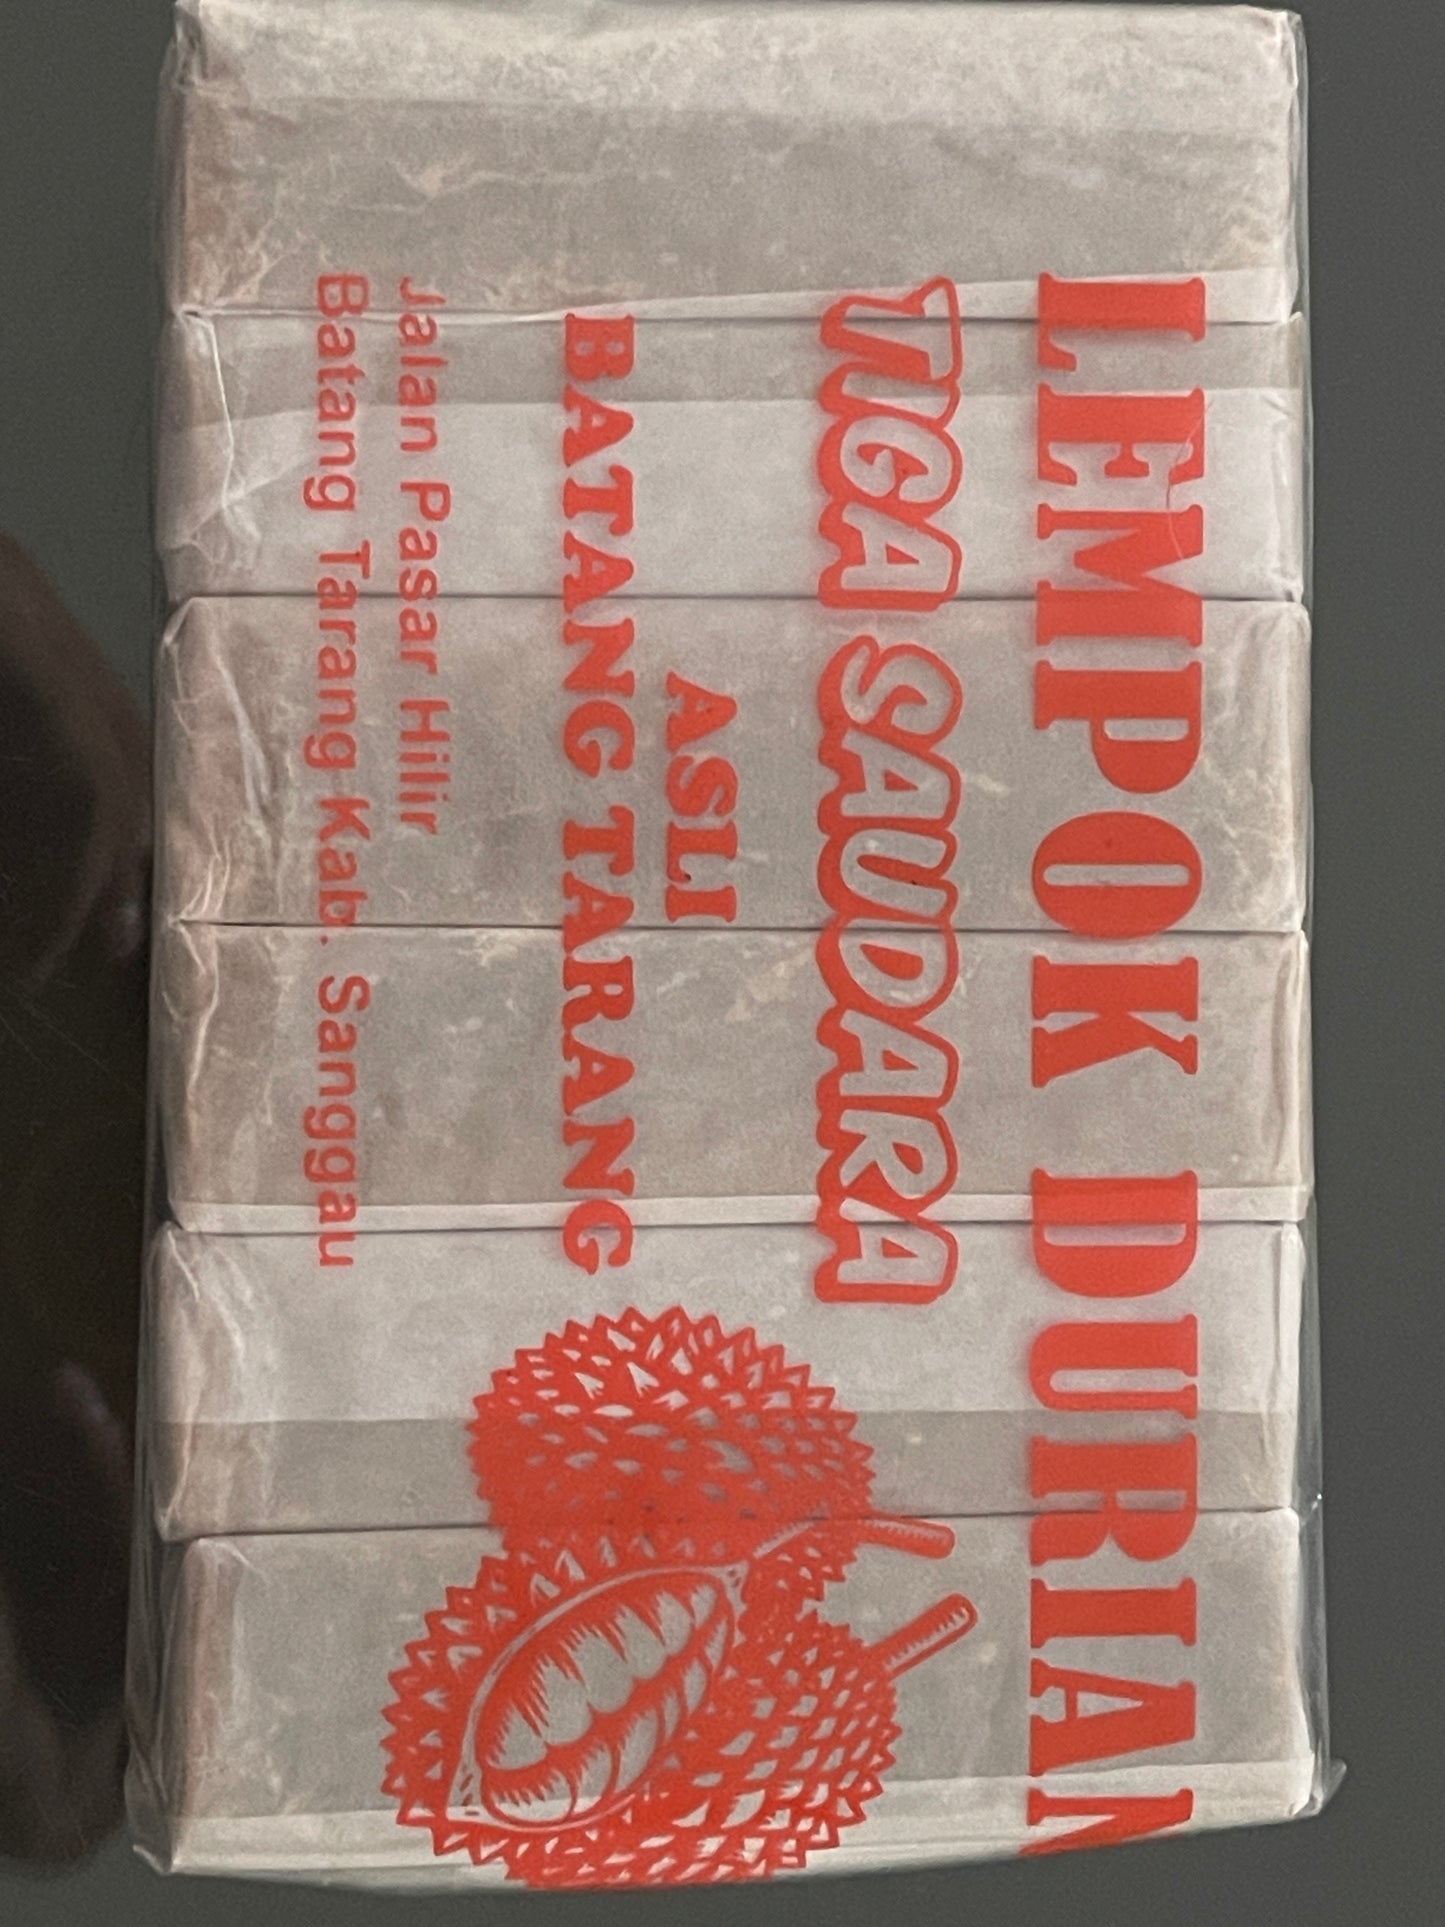 LEMPOK DURIAN
TIGA SAUDARA
ASLI
BATANG TARANG
Jalan Pasar Hilir
Batang Tarang Kab. Sanggau